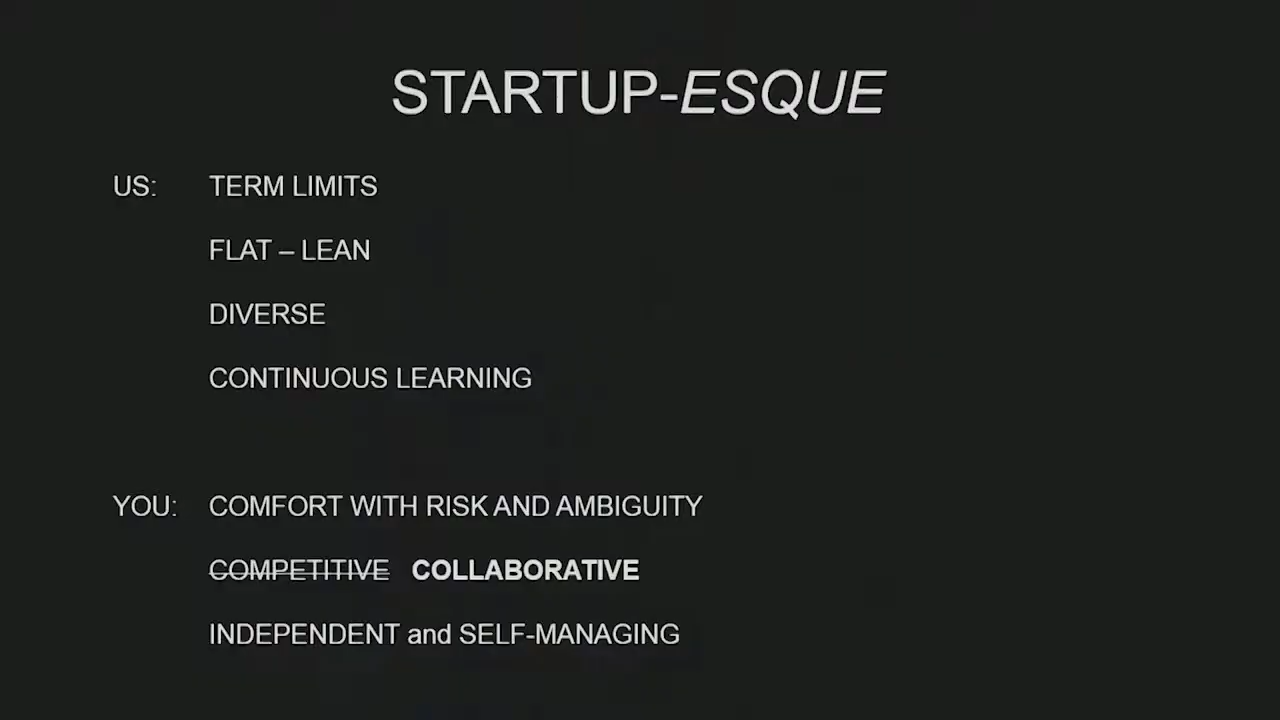 STARTUP-ESQUE
US: TERM LIMITS
FLAT – LEAN
DIVERSE
CONTINUOUS LEARNING
YOU: COMFORT WITH RISK AND AMBIGUITY
COMPETITIVE COLLABORATIVE
INDEPENDENT and SELF-MANAGING